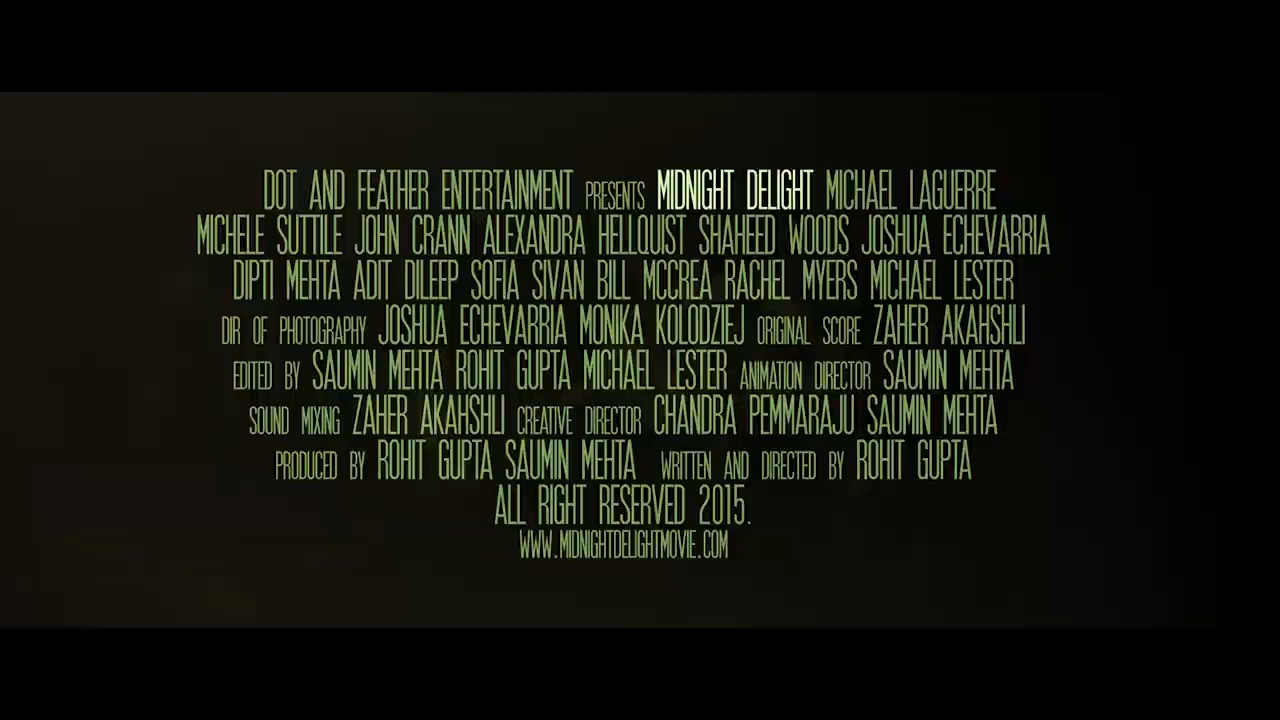 DOT AND FEATHER ENTERTAINMENT PRESENTS MIDNIGHT DELIGHT MICHAEL LAGUERRE
MICHELE SUTTILE JOHN CRANN ALEXANDRA HELLQUIST SHAHEED WOODS JOSHUA ECHEVARRIA
DIPTI MEHTA ADIT DILEEP SOFIA SIVAN BILL MCCREA RACHEL MYERS MICHAEL LESTER
DIR OF PHOTOGRAPHY JOSHUA ECHEVARRIA MONIKA KOLODZIEJ ORIGINAL SCORE ZAHER AKAHSHLI
EDITED BY SAUMIN MEHTA ROHIT GUPTA MICHAEL LESTER ANIMATION DIRECTOR SAUMIN MEHTA
SOUND MIXING ZAHER AKAHSHLI CREATIVE DIRECTOR CHANDRA PEMMARAJU SAUMIN MEHTA
PRODUCED BY ROHIT GUPTA SAUMIN MEHTA WRITTEN AND DIRECTED BY ROHIT GUPTA
ALL RIGHT RESERVED 2015.
WWW.MIDNIGHTDELIGHTMOVIE.COM